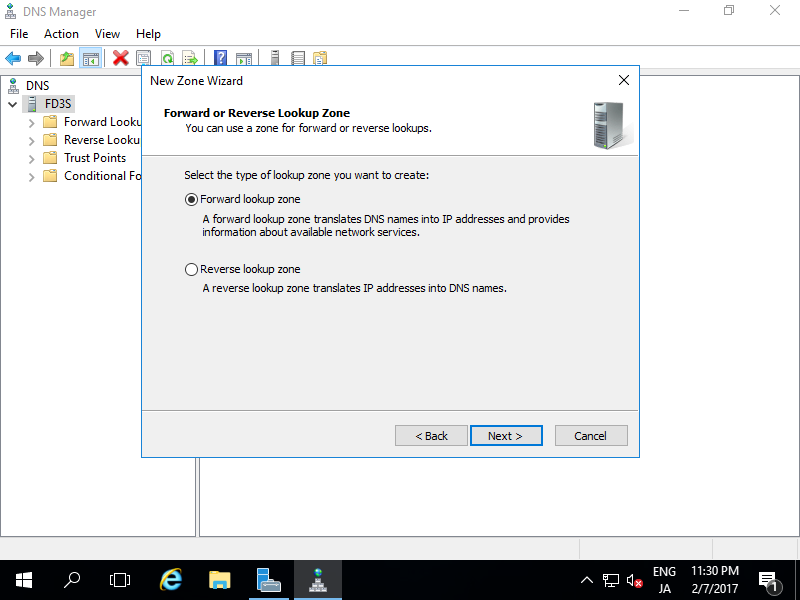 DNS Manager
File Action View Help
DNS
FD3S
Forward Looku
Reverse Looku
Trust Points
Conditional Fo
New Zone Wizard
Forward or Reverse Lookup Zone
You can use a zone for forward or reverse lookups.
Select the type of lookup zone you want to create:
Forward lookup zone
A forward lookup zone translates DNS names into IP addresses and provides
information about available network services.
Reverse lookup zone
A reverse lookup zone translates IP addresses into DNS names.
< Back Next > Cancel
ENG 11:30 PM
JA 2/7/2017
1